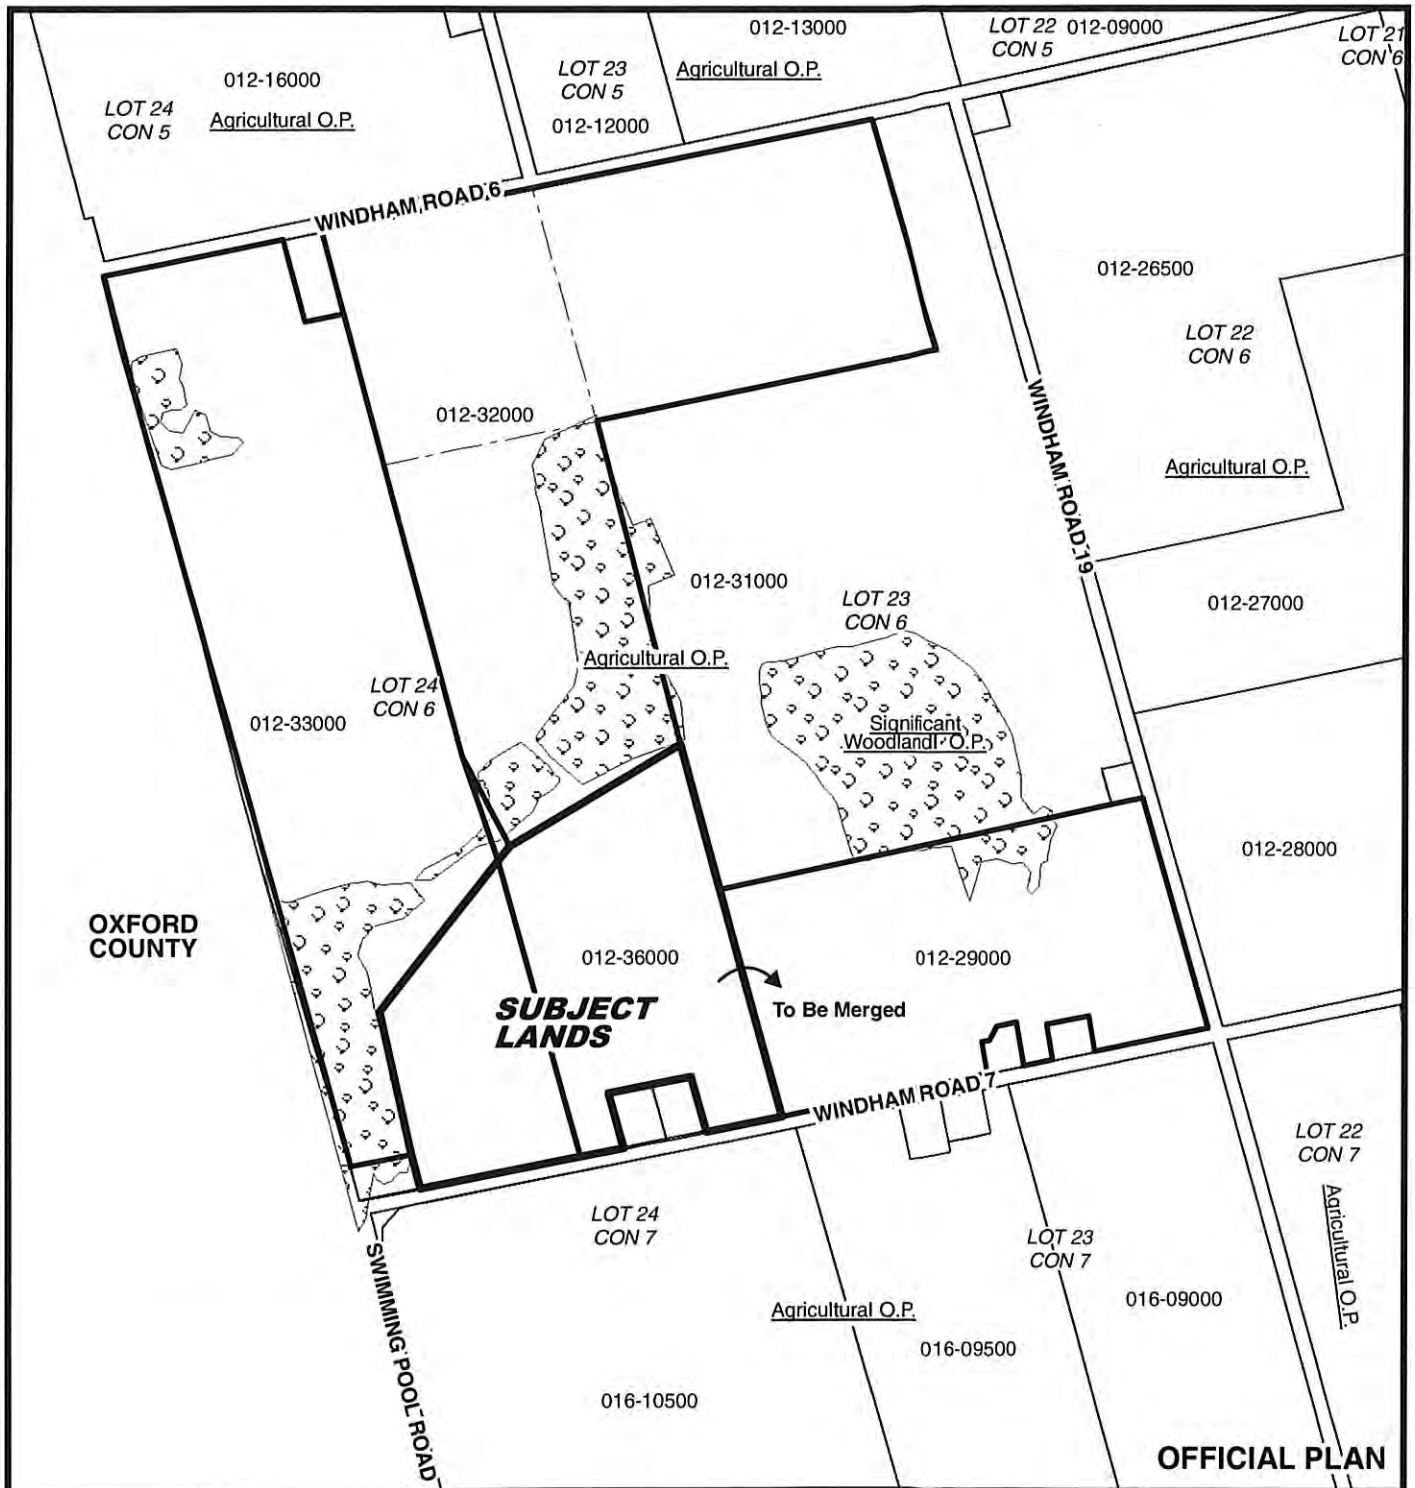 012-13000
LOT 22
CON 5
012-09000
LOT 21
CON 6
012-16000
LOT 24
CON 5
Agricultural O.P.
LOT 23
CON 5
012-12000
Agricultural O.P.
WINDHAM ROAD 6
012-26500
LOT 22
CON 6
012-32000
WINDHAM ROAD 19
Agricultural O.P.
012-31000
LOT 23
CON 6
012-27000
Agricultural O.P.
LOT 24
CON 6
012-33000
Significant
Woodland O.P.
012-28000
OXFORD
COUNTY
012-36000
012-29000
SUBJECT
LANDS
To Be Merged
WINDHAM ROAD 7
LOT 22
CON 7
Agricultural O.P.
LOT 24
CON 7
LOT 23
CON 7
SWIMMING POOL ROAD
Agricultural O.P.
016-09000
016-09500
016-10500
OFFICIAL PLAN